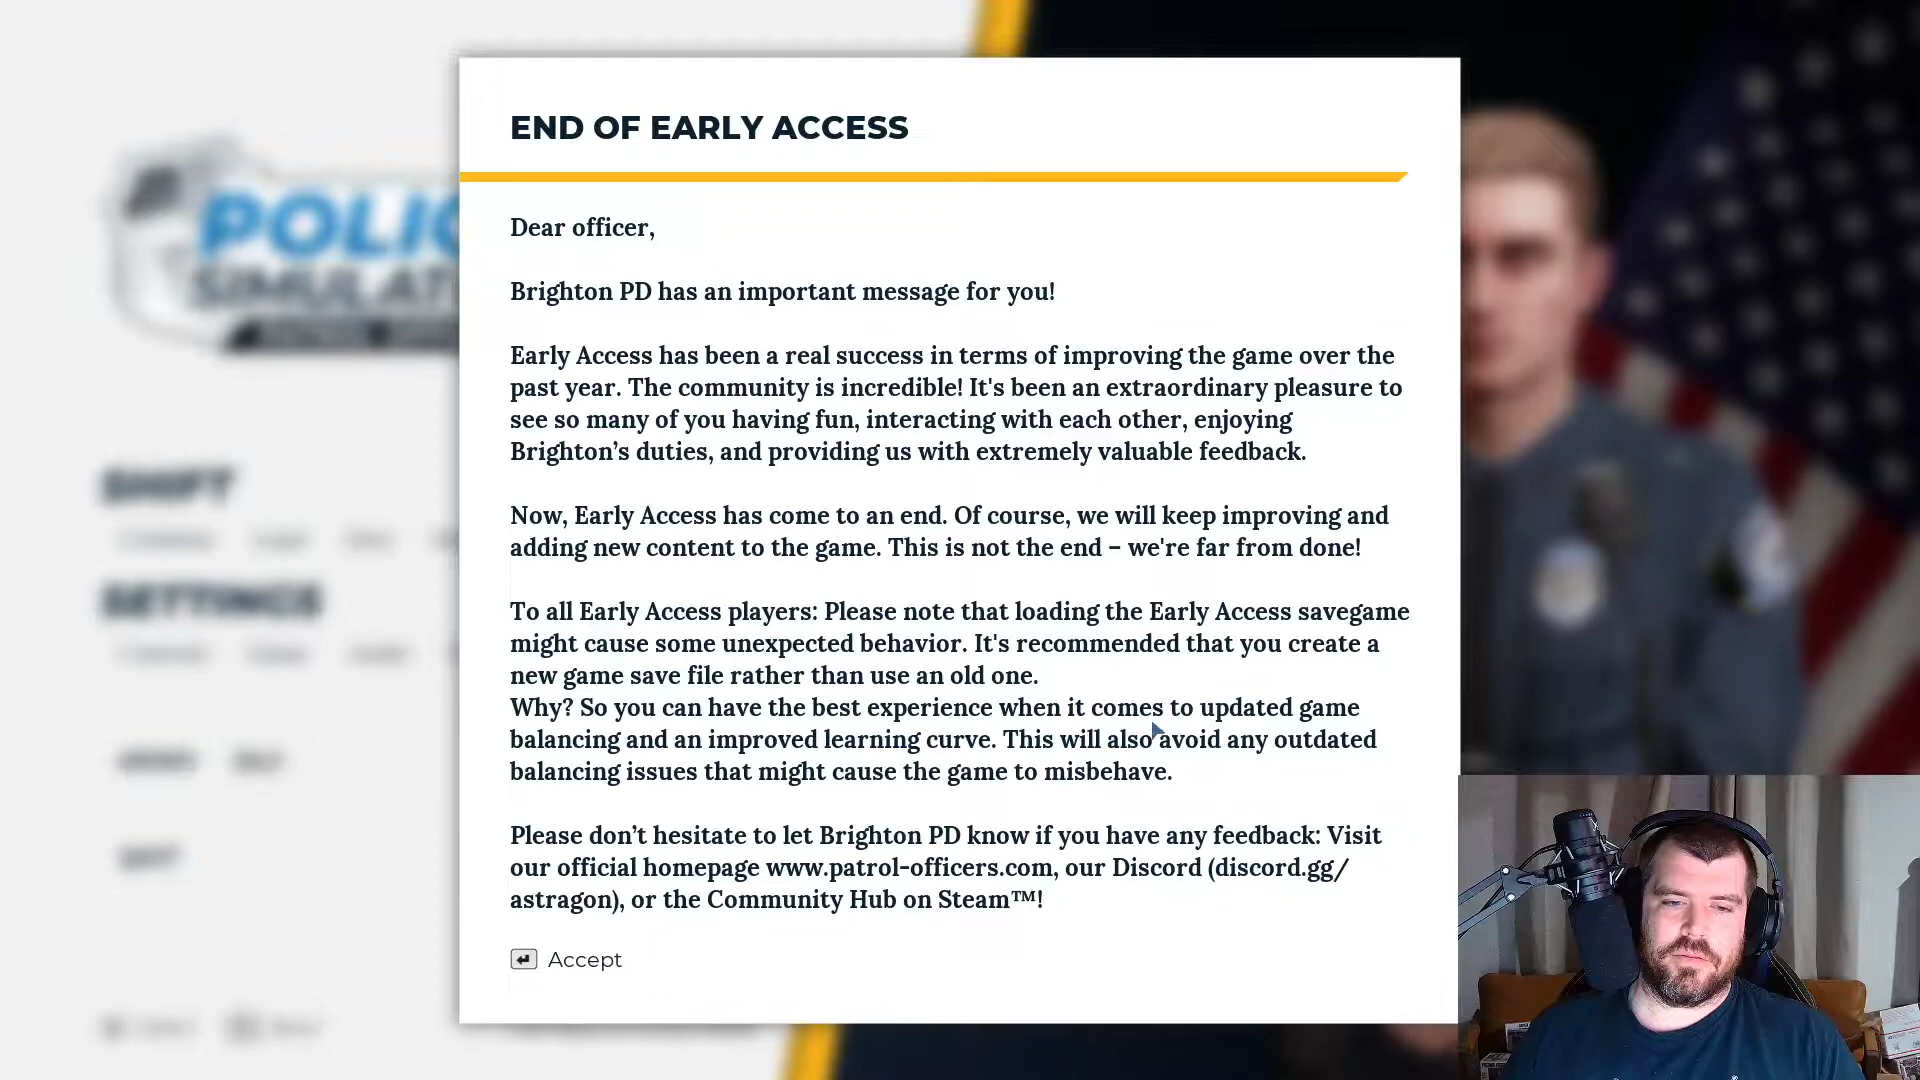 END OF EARLY ACCESS
Dear officer,
Brighton PD has an important message for you!
Early Access has been a real success in terms of improving the game over the
past year. The community is incredible! It's been an extraordinary pleasure to
see so many of you having fun, interacting with each other, enjoying
Brighton’s duties, and providing us with extremely valuable feedback.
Now, Early Access has come to an end. Of course, we will keep improving and
adding new content to the game. This is not the end – we're far from done!
To all Early Access players: Please note that loading the Early Access savegame
might cause some unexpected behavior. It's recommended that you create a
new game save file rather than use an old one.
Why? So you can have the best experience when it comes to updated game
balancing and an improved learning curve. This will also avoid any outdated
balancing issues that might cause the game to misbehave.
Please don’t hesitate to let Brighton PD know if you have any feedback: Visit
our official homepage www.patrol-officers.com, our Discord (discord.gg/
astragon), or the Community Hub on Steam™!
Accept
POLIC
SIMULAT
SHIFT
SETTINGS
QUIT